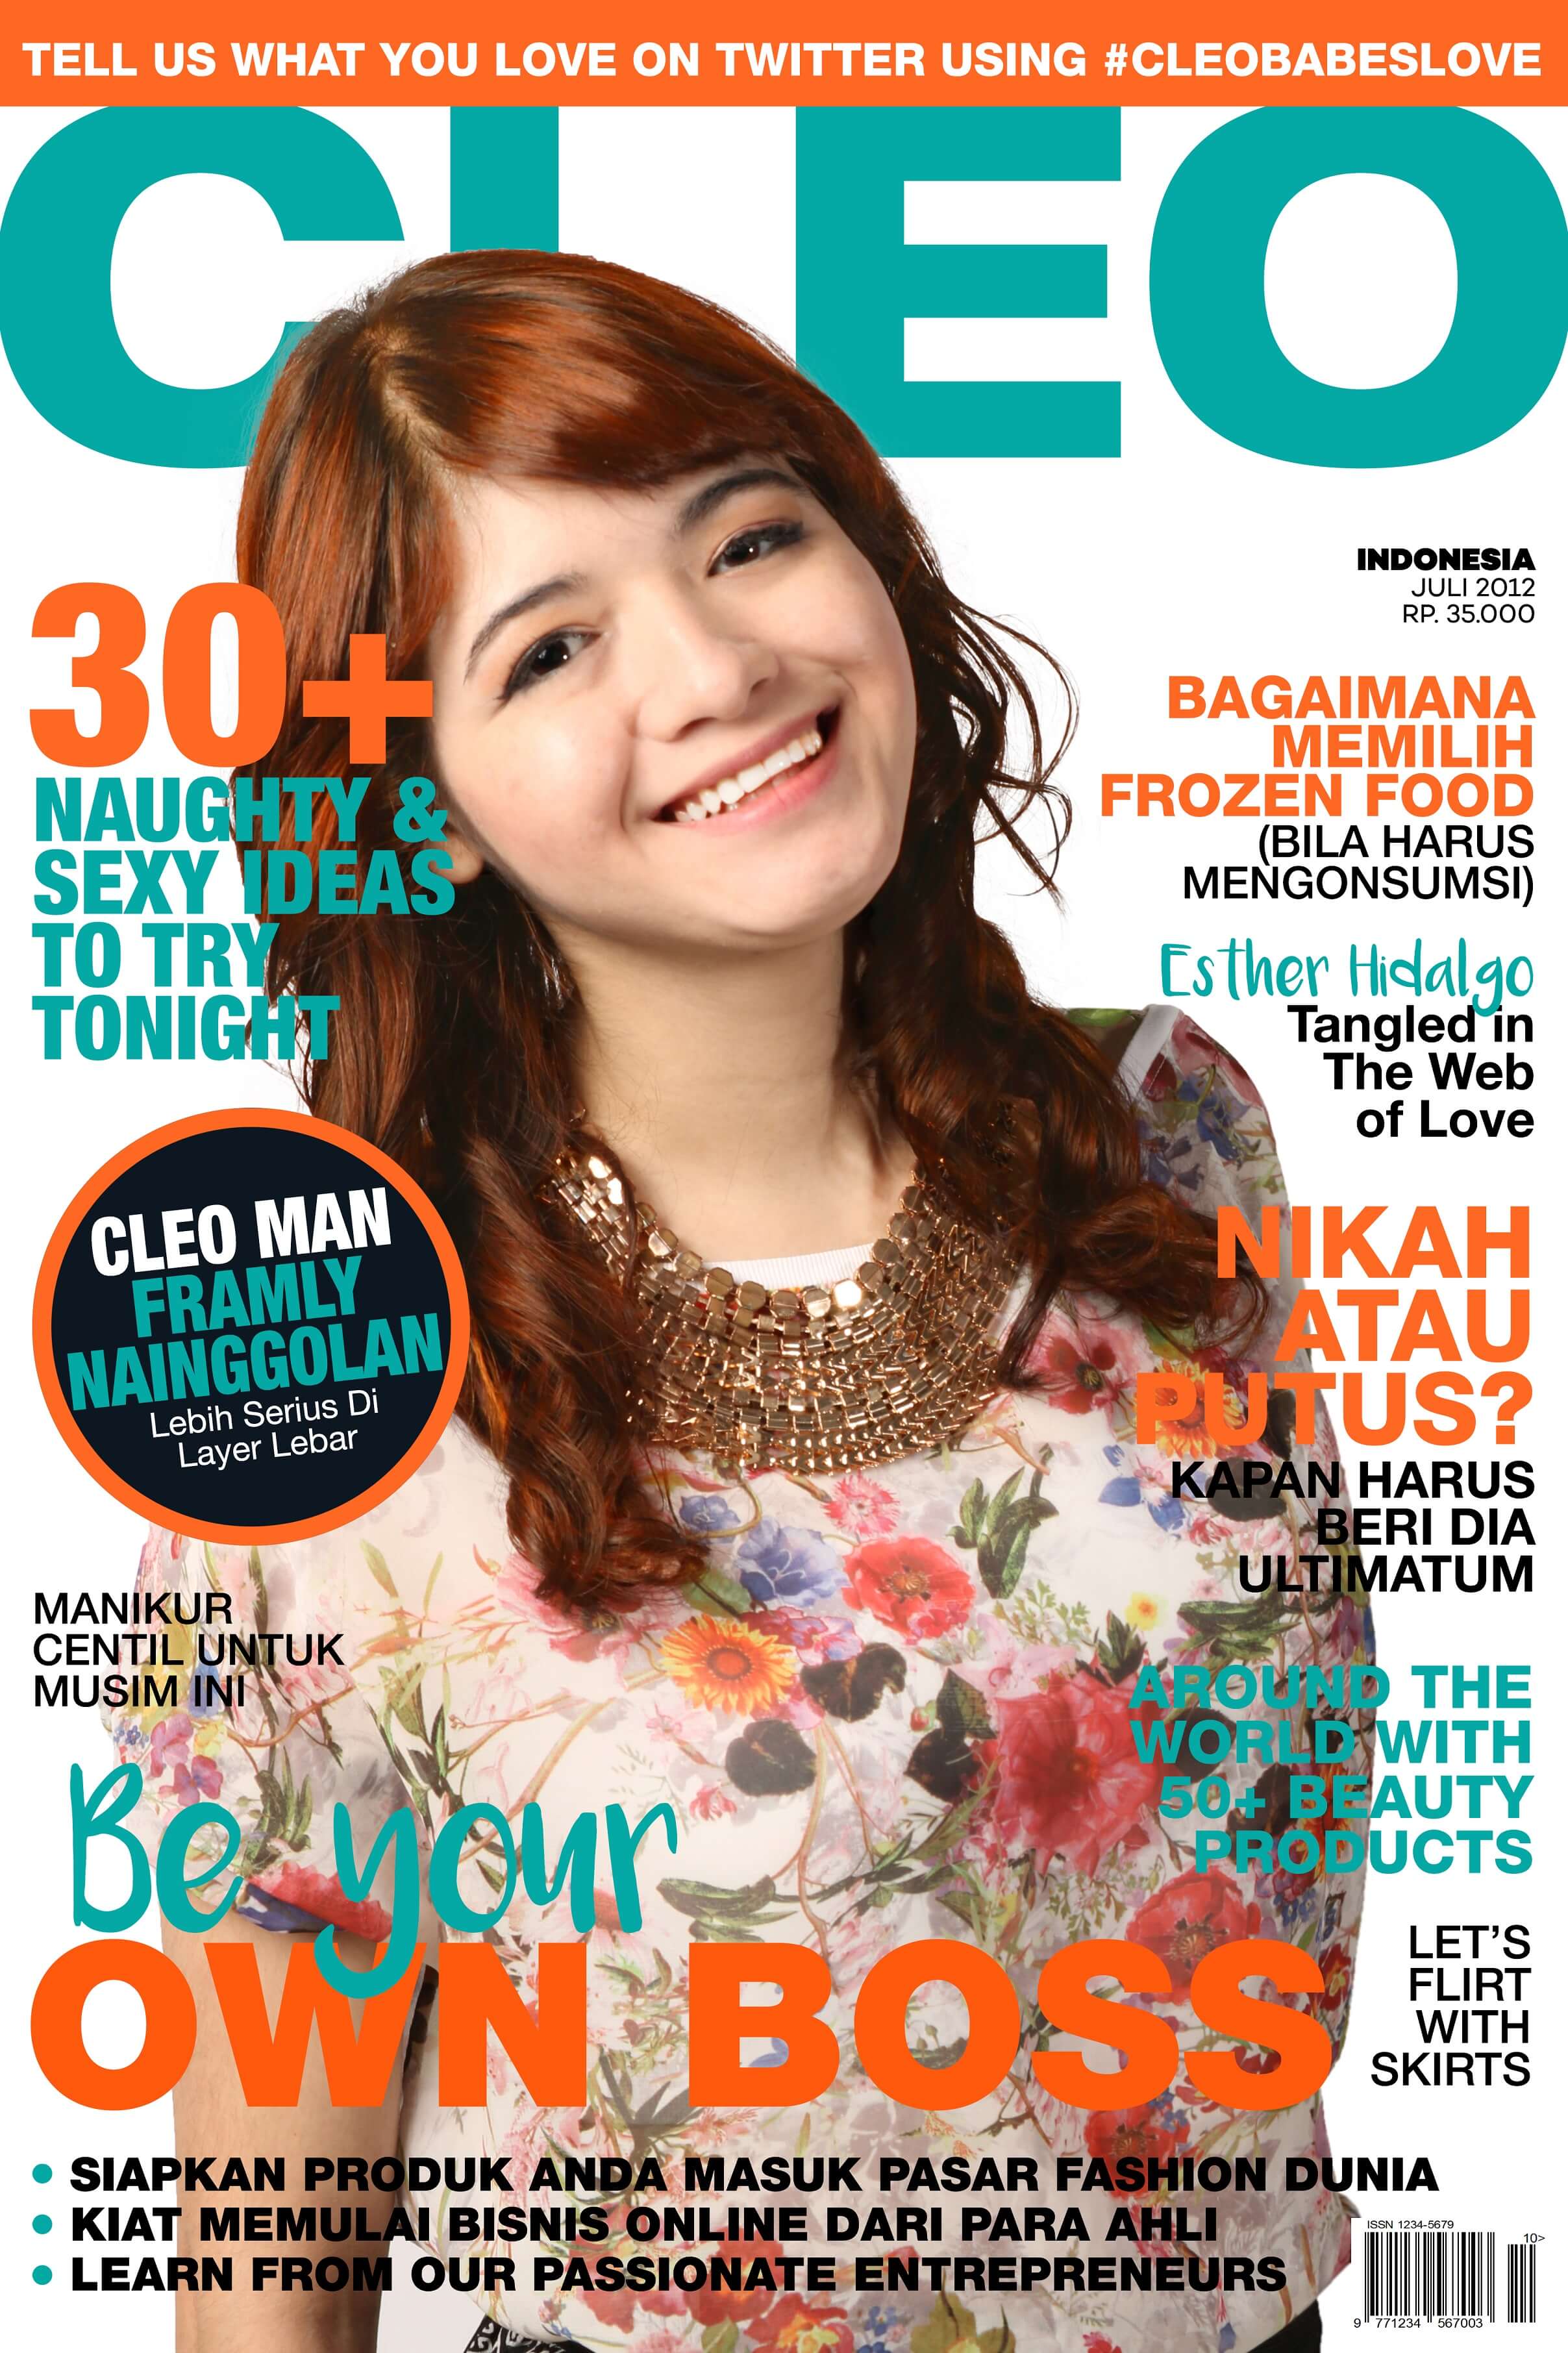 TELL US WHAT YOU LOVE ON TWITTER USING #CLEOBABESLOVE
CLEO
INDONESIA
JULI 2012
RP. 35.000
30+
NAUGHTY &
SEXY IDEAS
TO TRY
TONIGHT
BAGAIMANA
MEMILIH
FROZEN FOOD
(BILA HARUS
MENGONSUMSI)
Esther Hidalgo
Tangled in
The Web
of Love
CLEO MAN
FRAMLY
NAINGGOLAN
Lebih Serius Di
Layer Lebar
NIKAH
ATAU
PUTUS?
KAPAN HARUS
BERI DIA
ULTIMATUM
MANIKUR
CENTIL UNTUK
MUSIM INI
AROUND THE
WORLD WITH
50+ BEAUTY
PRODUCTS
Be your
OWN BOSS
LET'S
FLIRT
WITH
SKIRTS
• SIAPKAN PRODUK ANDA MASUK PASAR FASHION DUNIA
• KIAT MEMULAI BISNIS ONLINE DARI PARA AHLI
• LEARN FROM OUR PASSIONATE ENTREPRENEURS
ISSN 1234-5679
10>
9 771234 567003